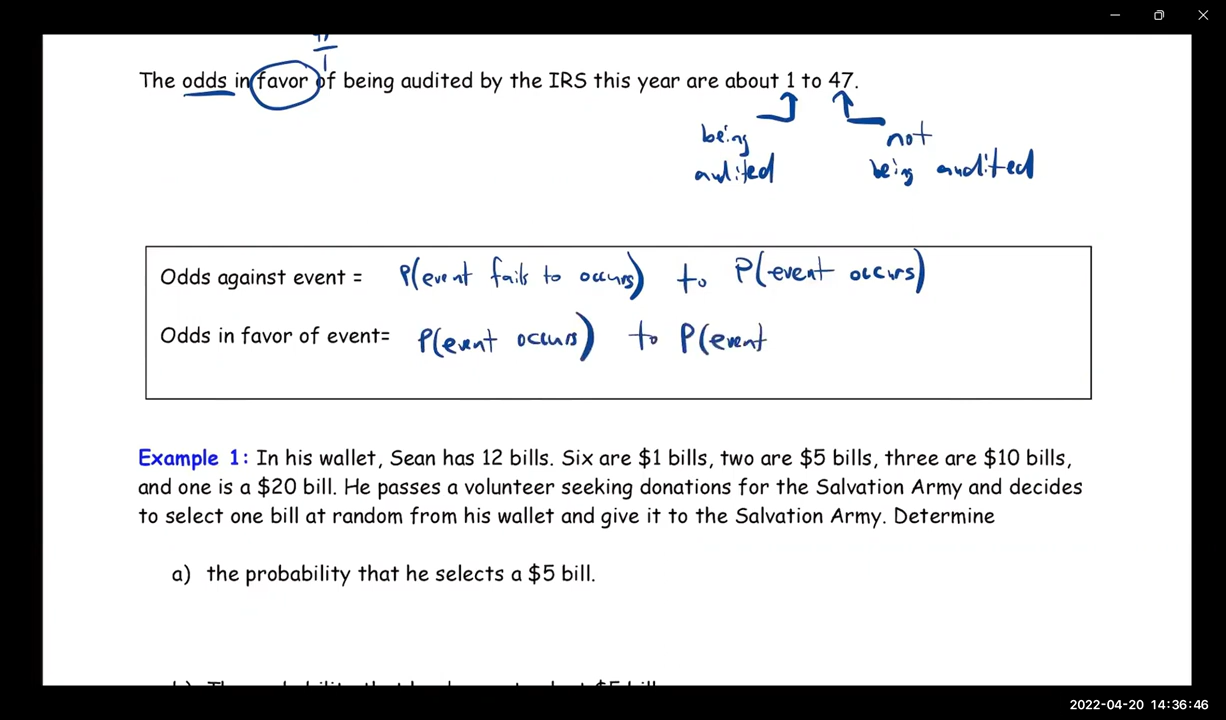 The odds in favor of being audited by the IRS this year are about 1 to 47.
being audited
not being audited
Odds against event = P(event fails to occurs) to P(event occurs)
Odds in favor of event= P(event occurs) to P(event
Example 1: In his wallet, Sean has 12 bills. Six are $1 bills, two are $5 bills, three are $10 bills,
and one is a $20 bill. He passes a volunteer seeking donations for the Salvation Army and decides
to select one bill at random from his wallet and give it to the Salvation Army. Determine
a) the probability that he selects a $5 bill.
2022-04-20 14:36:46